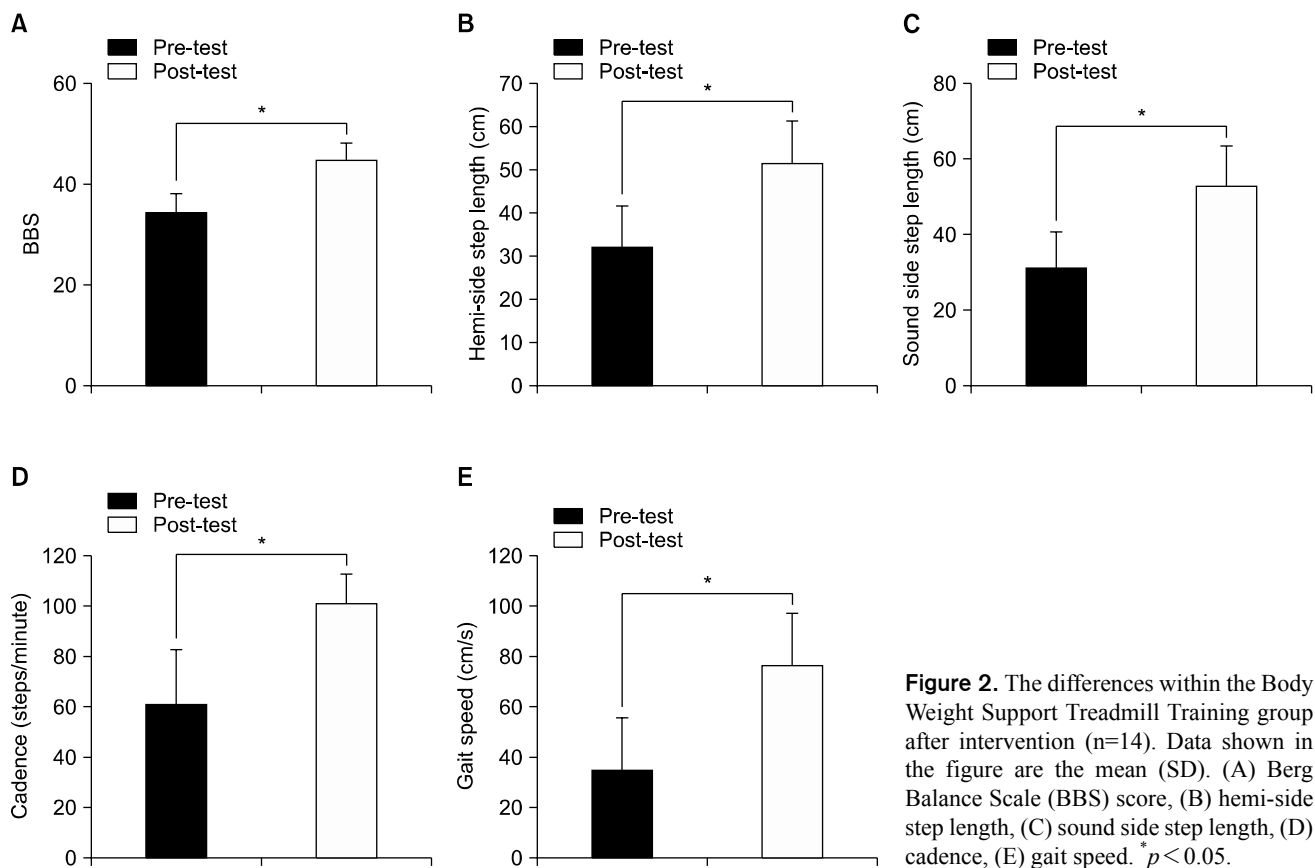 A
Pre-test
Post-test
60
40
20
0
BBS
*
B
Pre-test
Post-test
70
60
50
40
30
20
10
0
Hemi-side step length (cm)
*
C
Pre-test
Post-test
80
60
40
20
0
Sound side step length (cm)
*
D
Pre-test
Post-test
120
100
80
60
40
20
0
Cadence (steps/minute)
*
E
Pre-test
Post-test
120
100
80
60
40
20
0
Gait speed (cm/s)
*
Figure 2. The differences within the Body
Weight Support Treadmill Training group
after intervention (n=14). Data shown in
the figure are the mean (SD). (A) Berg
Balance Scale (BBS) score, (B) hemi-side
step length, (C) sound side step length, (D)
cadence, (E) gait speed. *p < 0.05.